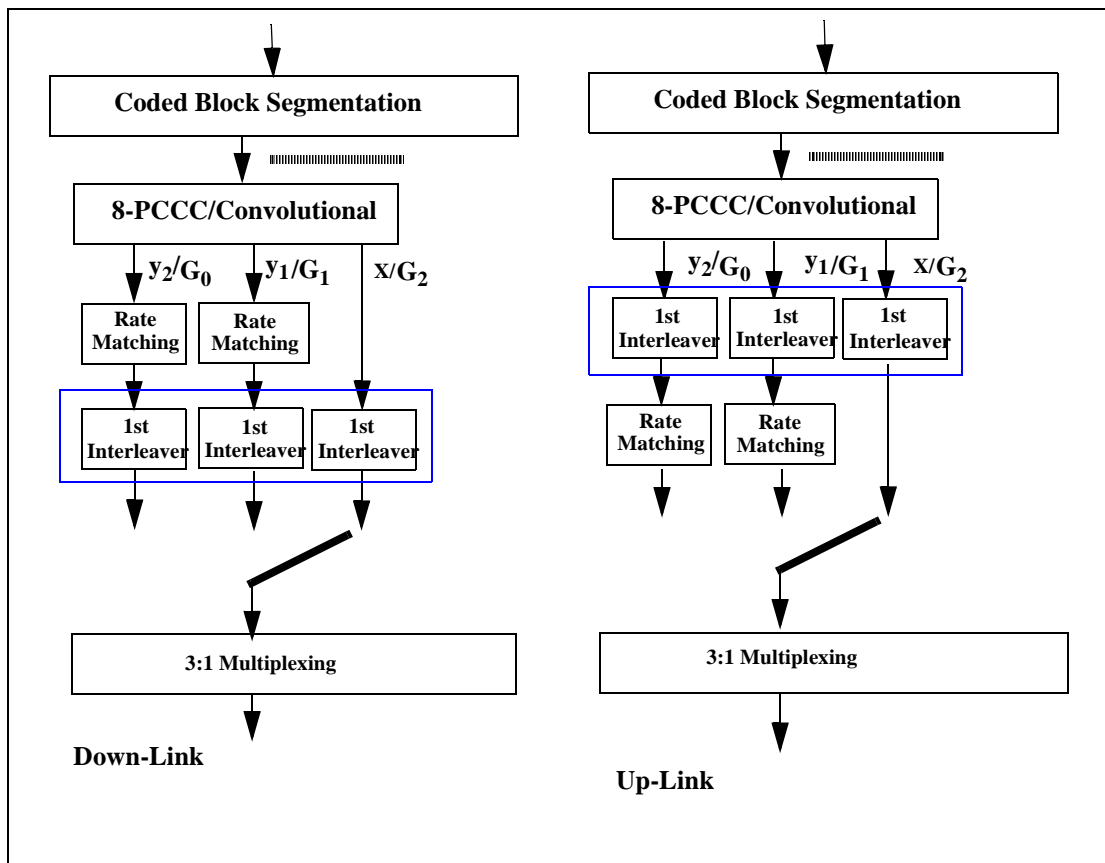 Coded Block Segmentation
8-PCCC/Convolutional
y2/G0
y1/G1
x/G2
Rate
Matching
Rate
Matching
1st
Interleaver
1st
Interleaver
1st
Interleaver
3:1 Multiplexing
Down-Link
Coded Block Segmentation
8-PCCC/Convolutional
y2/G0
y1/G1
x/G2
1st
Interleaver
1st
Interleaver
1st
Interleaver
Rate
Matching
Rate
Matching
3:1 Multiplexing
Up-Link